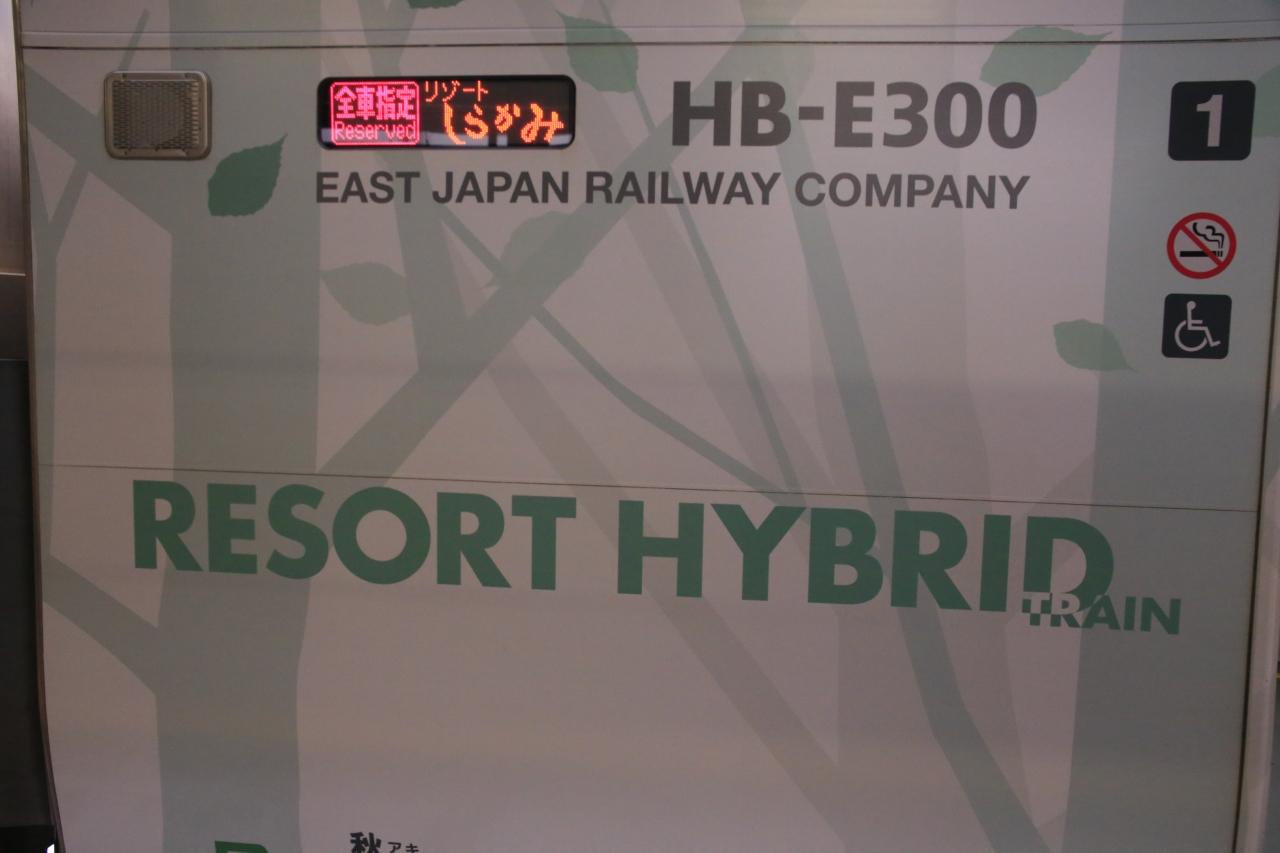 全車指定 リゾート
Reserved しらかみ
HB-E300
1
EAST JAPAN RAILWAY COMPANY
RESORT HYBRID
TRAIN
秋アキ